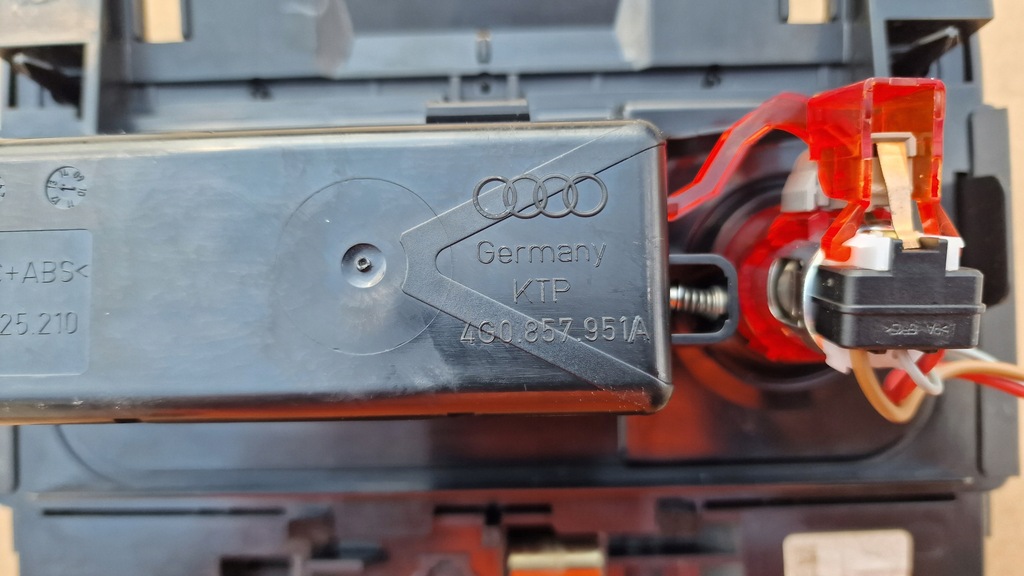 Germany
KTP
4G0.857.951A
+ABS<
25.210